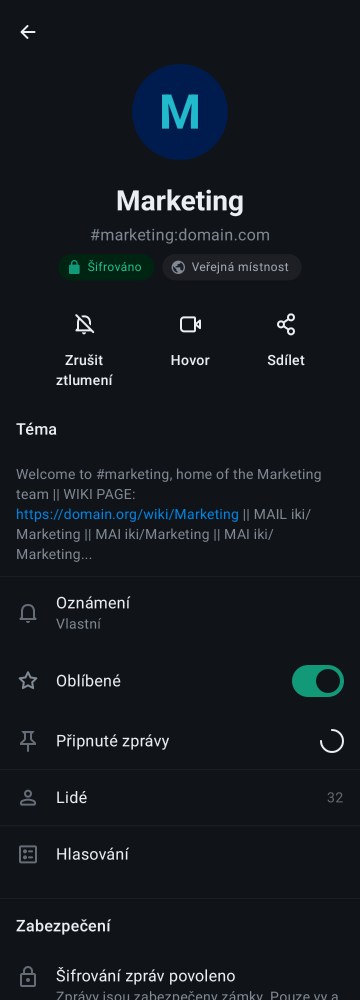 M
Marketing
#marketing:domain.com
Šifrováno
Veřejná místnost
Zrušit
ztlumení
Hovor
Sdílet
Téma
Welcome to #marketing, home of the Marketing
team || WIKI PAGE:
https://domain.org/wiki/Marketing || MAIL iki/
Marketing || MAI iki/Marketing || MAI iki/
Marketing...
Oznámení
Vlastní
Oblíbené
Připnuté zprávy
Lidé 32
Hlasování
Zabezpečení
Šifrování zpráv povoleno
Zprávy jsou zabezpečeny zámky. Pouze vy a